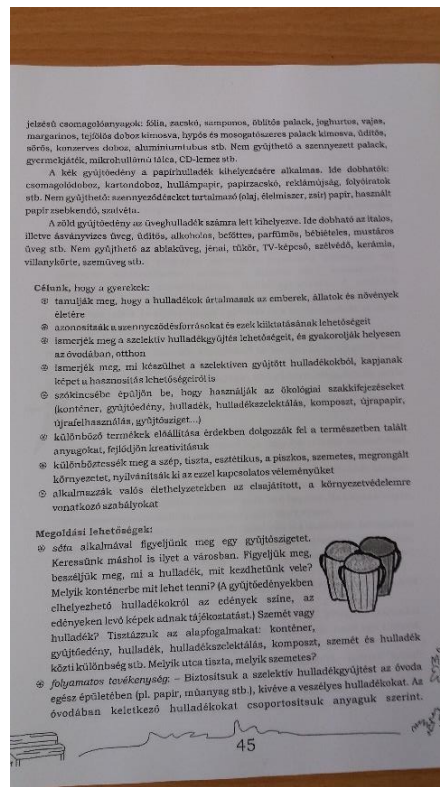 jelzésű csomagolóanyagok: fólia, zacskó, samponos, öblítős palack, joghurtos, vajas,
margarinos, tejfölös doboz kimosva, hypós és mosogatószeres palack kimosva, üdítős,
sörös, konzerves doboz, alumíniumtubus stb. Nem gyűjthető a szennyezett palack,
gyermekjáték, mikrohullámú tálca, CD-lemez stb.
A kék gyűjtőedény a papírhulladék kihelyezésére alkalmas. Ide dobhatók:
csomagolódoboz, kartondoboz, hullámpapír, papírzacskó, reklámújság, folyóiratok
stb. Nem gyűjthető: szennyeződéseket tartalmazó (olaj, élelmiszer, zsír) papír, használt
papír zsebkendő, szalvéta.
A zöld gyűjtőedény az üveghulladék számra lett kihelyezve. Ide dobható az italos,
illetve ásványvizes üveg, üdítős, alkoholos, befőttes, parfümös, bébiételes, mustáros
üveg stb. Nem gyűjthető az ablaküveg, jénai, tükör, TV-képcső, szélvédő, kerámia,
villanykörte, szemüveg stb.
Célunk, hogy a gyerekek:
tanulják meg, hogy a hulladékok ártalmasak az emberek, állatok és növények
életére
azonosítsák a szennyeződésforrásokat és ezek kiiktatásának lehetőségeit
ismerjék meg a szelektív hulladékgyűjtés lehetőségeit, és gyakorolják helyesen
az óvodában, otthon
ismerjék meg, mi készülhet a szelektíven gyűjtött hulladékokból, kapjanak
képet a hasznosítás lehetőségeiről is
szókincsébe épüljön be, hogy használják az ökológiai szakkifejezéseket
(konténer, gyűjtőedény, hulladék, hulladékszelektálás, komposzt, újrapapír,
újrafelhasználás, gyűjtősziget...)
különböző termékek előállítása érdekben dolgozzák fel a természetben talált
anyagokat, fejlődjön kreativitásuk
különböztessék meg a szép, tiszta, esztétikus, a piszkos, szemetes, megrongált
környezetet, nyilvánítsák ki az ezzel kapcsolatos véleményüket
alkalmazzák valós élethelyzetekben az elsajátított, a környezetvédelemre
vonatkozó szabályokat
Megoldási lehetőségek:
séta alkalmával figyeljünk meg egy gyűjtőszigetet.
Keressünk máshol is ilyet a városban. Figyeljük meg,
beszéljük meg, mi a hulladék, mit kezdhetünk vele?
Melyik konténerbe mit lehet tenni? (A gyűjtőedényekben
elhelyezhető hulladékokról az edények színe, az
edényeken levő képek adnak tájékoztatást.) Szemét vagy
hulladék? Tisztázzuk az alapfogalmakat: konténer,
gyűjtőedény, hulladék, hulladékszelektálás, komposzt, szemét és hulladék
közti különbség stb. Melyik utca tiszta, melyik szemetes?
folyamatos tevékenység: – Biztosítsuk a szelektív hulladékgyűjtést az óvoda
egész épületében (pl. papír, műanyag stb.), kivéve a veszélyes hulladékokat. Az
óvodában keletkező hulladékokat csoportosítsuk anyaguk szerint.
45